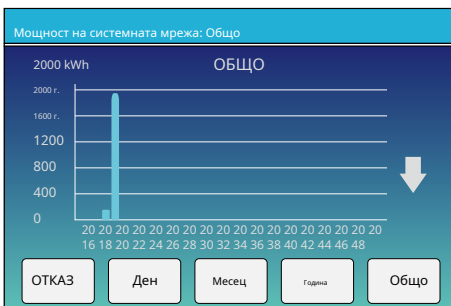 Мощност на системната мрежа: Общо
2000 kWh
ОБЩО
2000 г.
1600 г.
1200
800
400
0
20 20 20 20 20 20 20 20 20 20 20 20 20 20 20 20 20 20
16 18 20 22 24 26 28 30 32 34 36 38 40 42 44 46 48
ОТКАЗ
Ден
Месец
Година
Общо